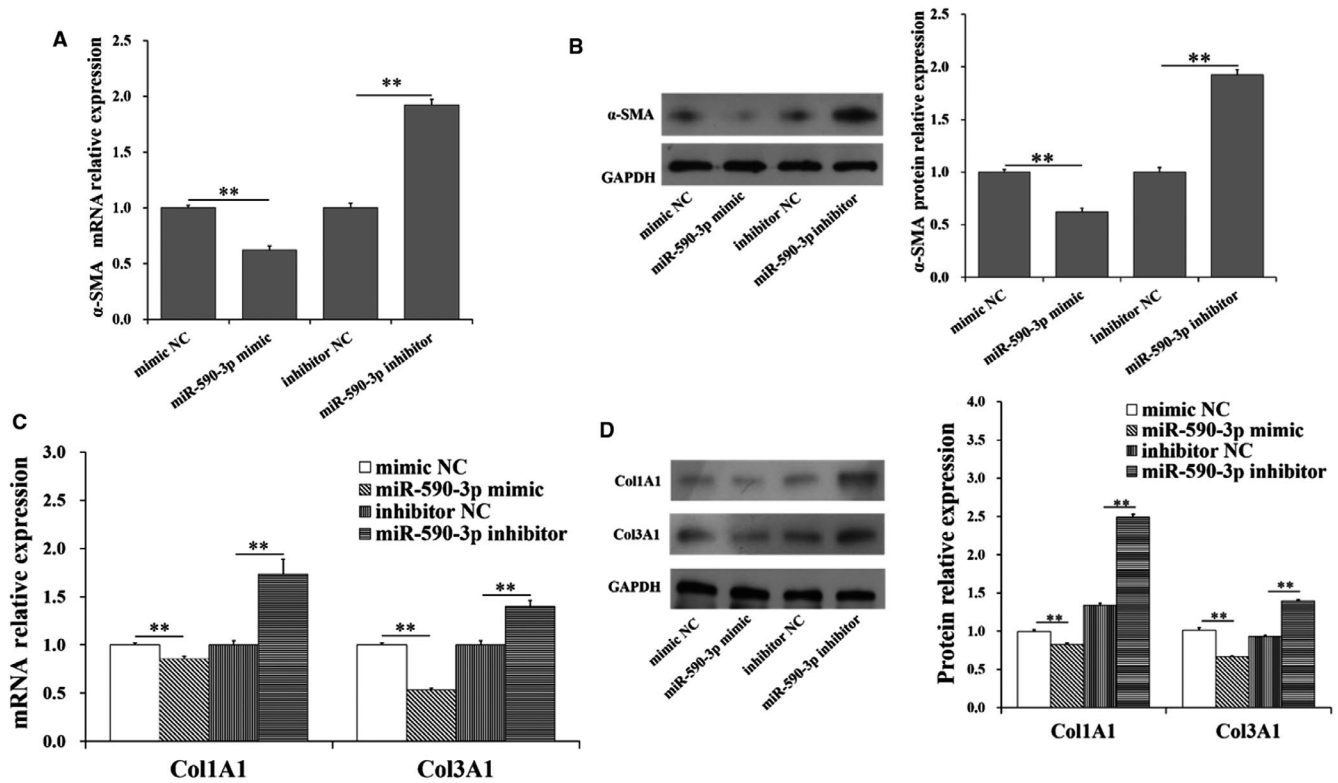 A
α-SMA mRNA relative expression
2.5
2.0
1.5
1.0
0.5
0.0
**
**
mimic NC
miR-590-3p mimic
inhibitor NC
miR-590-3p inhibitor
B
α-SMA
GAPDH
mimic NC
miR-590-3p mimic
inhibitor NC
miR-590-3p inhibitor
α-SMA protein relative expression
2.5
2.0
1.5
1.0
0.5
0.0
**
**
mimic NC
miR-590-3p mimic
inhibitor NC
miR-590-3p inhibitor
C
mRNA relative expression
3.0
2.5
2.0
1.5
1.0
0.5
0.0
mimic NC
miR-590-3p mimic
inhibitor NC
miR-590-3p inhibitor
**
**
**
**
Col1A1
Col3A1
D
Col1A1
Col3A1
GAPDH
mimic NC
miR-590-3p mimic
inhibitor NC
miR-590-3p inhibitor
Protein relative expression
4.0
3.5
3.0
2.5
2.0
1.5
1.0
0.5
0.0
mimic NC
miR-590-3p mimic
inhibitor NC
miR-590-3p inhibitor
**
**
**
**
Col1A1
Col3A1